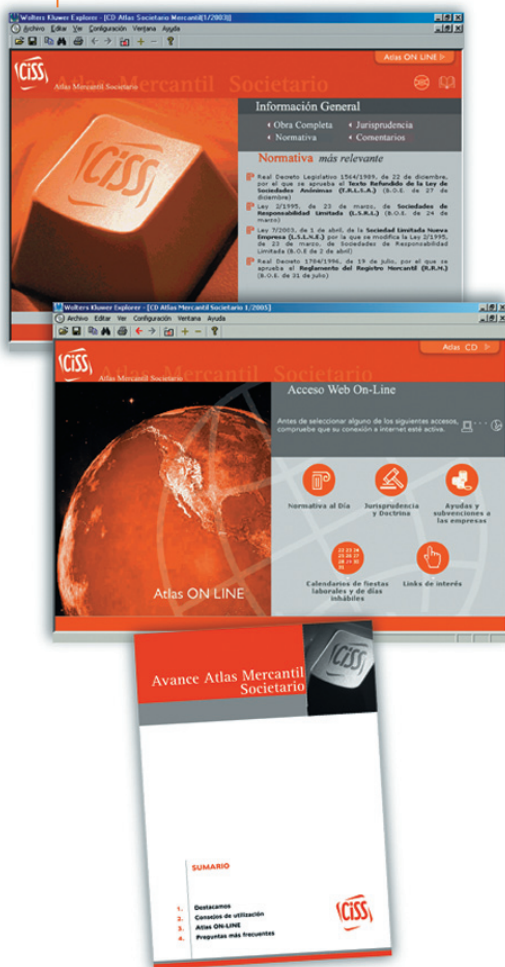 Wolters Kluwer Explorer - [CD Atlas Societario Mercantil(1/2003)]
Archivo Editar Ver Configuración Ventana Ayuda
Atlas ON LINE
CISS
Atlas Mercantil Societario
Atlas Mercantil Societario
CISS
Información General
Obra Completa
Jurisprudencia
Normativa
Comentarios
Normativa más relevante
Real Decreto Legislativo 1564/1989, de 22 de diciembre,
por el que se aprueba el Texto Refundido de la Ley de
Sociedades Anónimas (T.R.L.S.A.) (B.O.E. de 27 de
diciembre)
Ley 2/1995, de 23 de marzo, de Sociedades de
Responsabilidad Limitada (L.S.R.L.) (B.O.E. de 24 de
marzo)
Ley 7/2003, de 1 de abril, de la Sociedad Limitada Nueva
Empresa (L.S.L.N.E.) por la que se modifica la Ley 2/1995,
de 23 de marzo, de Sociedades de Responsabilidad
Limitada (B.O.E de 2 de abril)
Real Decreto 1784/1996, de 19 de julio, por el que se
aprueba el Reglamento del Registro Mercantil (R.R.M.)
(B.O.E. de 31 de julio)
Wolters Kluwer Explorer - [CD Atlas Mercantil Societario 1/2005]
Archivo Editar Ver Configuración Ventana Ayuda
Atlas CD
CISS
Atlas Mercantil Societario
Atlas Mercantil Societario
Acceso Web On-Line
Antes de seleccionar alguno de los siguientes accesos,
compruebe que su conexión a internet esté activa.
Normativa al Día
Jurisprudencia
y Doctrina
Ayudas y
subvenciones a
las empresas
Calendarios de fiestas
laborales y de días
inhábiles
Links de interés
Atlas ON LINE
Avance Atlas Mercantil
Societario
CISS
SUMARIO
1. Destacamos
2. Consejos de utilización
3. Atlas ON-LINE
4. Preguntas más frecuentes
CISS